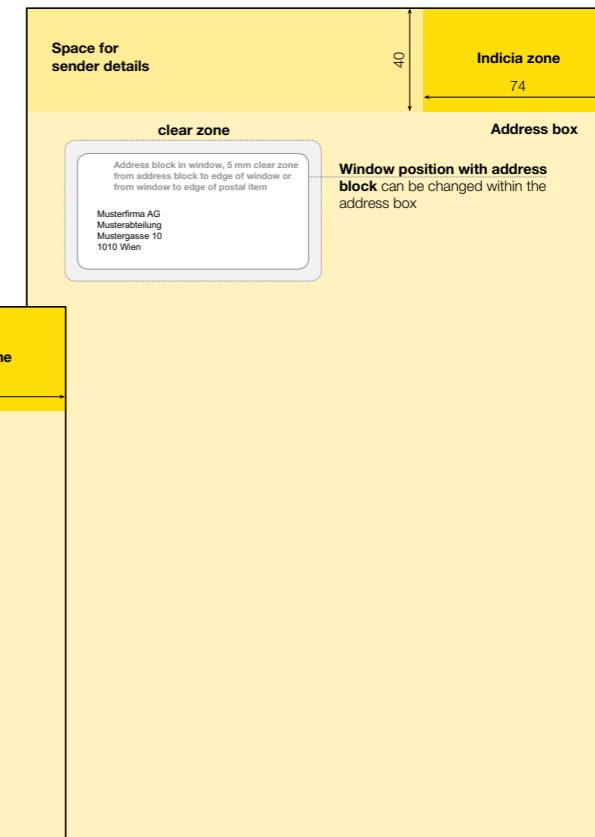 Space for
sender details
40
Indicia zone
74
clear zone
Address box
Address block in window, 5 mm clear zone
from address block to edge of window or
from window to edge of postal item
Window position with address
block can be changed within the
address box
Musterfirma AG
Musterabteilung
Mustergasse 10
1010 Wien
ne